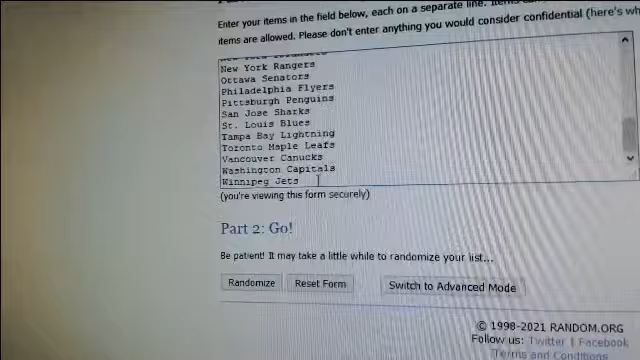 Enter your items in the field below, each on a separate line.
items are allowed. Please don't enter anything you would consider confidential (here's
New York Rangers
Ottawa Senators
Philadelphia Flyers
Pittsburgh Penguins
San Jose Sharks
St. Louis Blues
Tampa Bay Lightning
Toronto Maple Leafs
Vancouver Canucks
Washington Capitals
Winnipeg Jets
(you're viewing this form securely)
Part 2: Go!
Be patient! It may take a little while to randomize your list...
Randomize Reset Form Switch to Advanced Mode
© 1998-2021 RANDOM.ORG
Follow us: Twitter | Facebook
Terms and Conditions